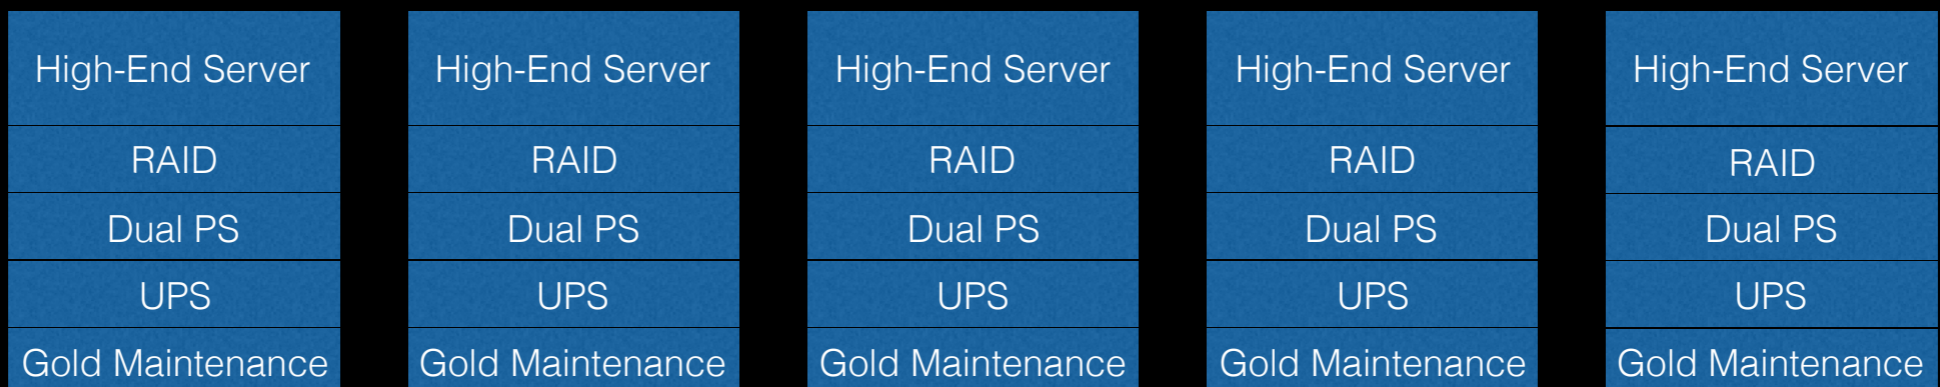 High-End Server High-End Server High-End Server High-End Server High-End Server
RAID RAID RAID RAID RAID
Dual PS Dual PS Dual PS Dual PS Dual PS
UPS UPS UPS UPS UPS
Gold Maintenance Gold Maintenance Gold Maintenance Gold Maintenance Gold Maintenance